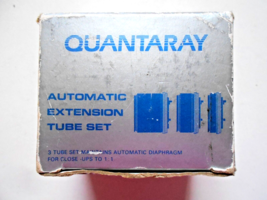 QUANTARAY
AUTOMATIC
EXTENSION
TUBE SET
3 TUBE SET AUTOMATIC DIAPHRAGM
FOR CLOSE-UPS TO 1:1